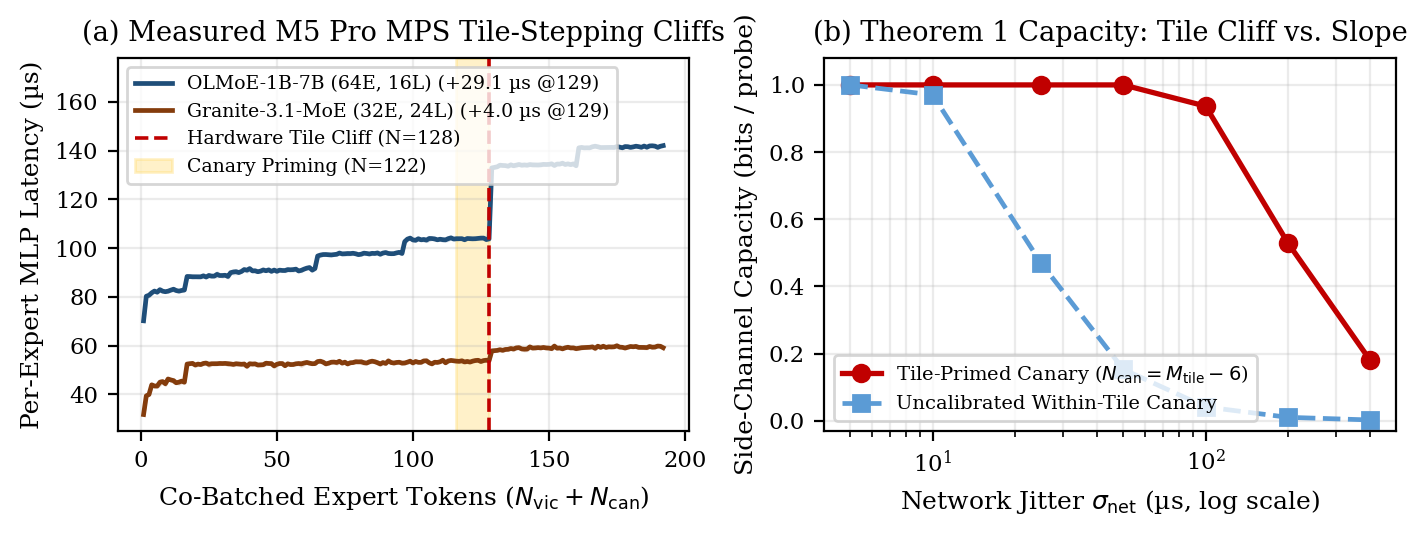 (a) Measured M5 Pro MPS Tile-Stepping Cliffs
Per-Expert MLP Latency (µs)
160
140
120
100
80
60
40
OLMoE-1B-7B (64E, 16L) (+29.1 µs @129)
Granite-3.1-MoE (32E, 24L) (+4.0 µs @129)
Hardware Tile Cliff (N=128)
Canary Priming (N=122)
0
50
100
150
200
Co-Batched Expert Tokens (N_vic + N_can)
(b) Theorem 1 Capacity: Tile Cliff vs. Slope
Side-Channel Capacity (bits / probe)
1.0
0.8
0.6
0.4
0.2
0.0
Tile-Primed Canary (N_can = M_tile − 6)
Uncalibrated Within-Tile Canary
10¹
10²
Network Jitter σ_net (µs, log scale)